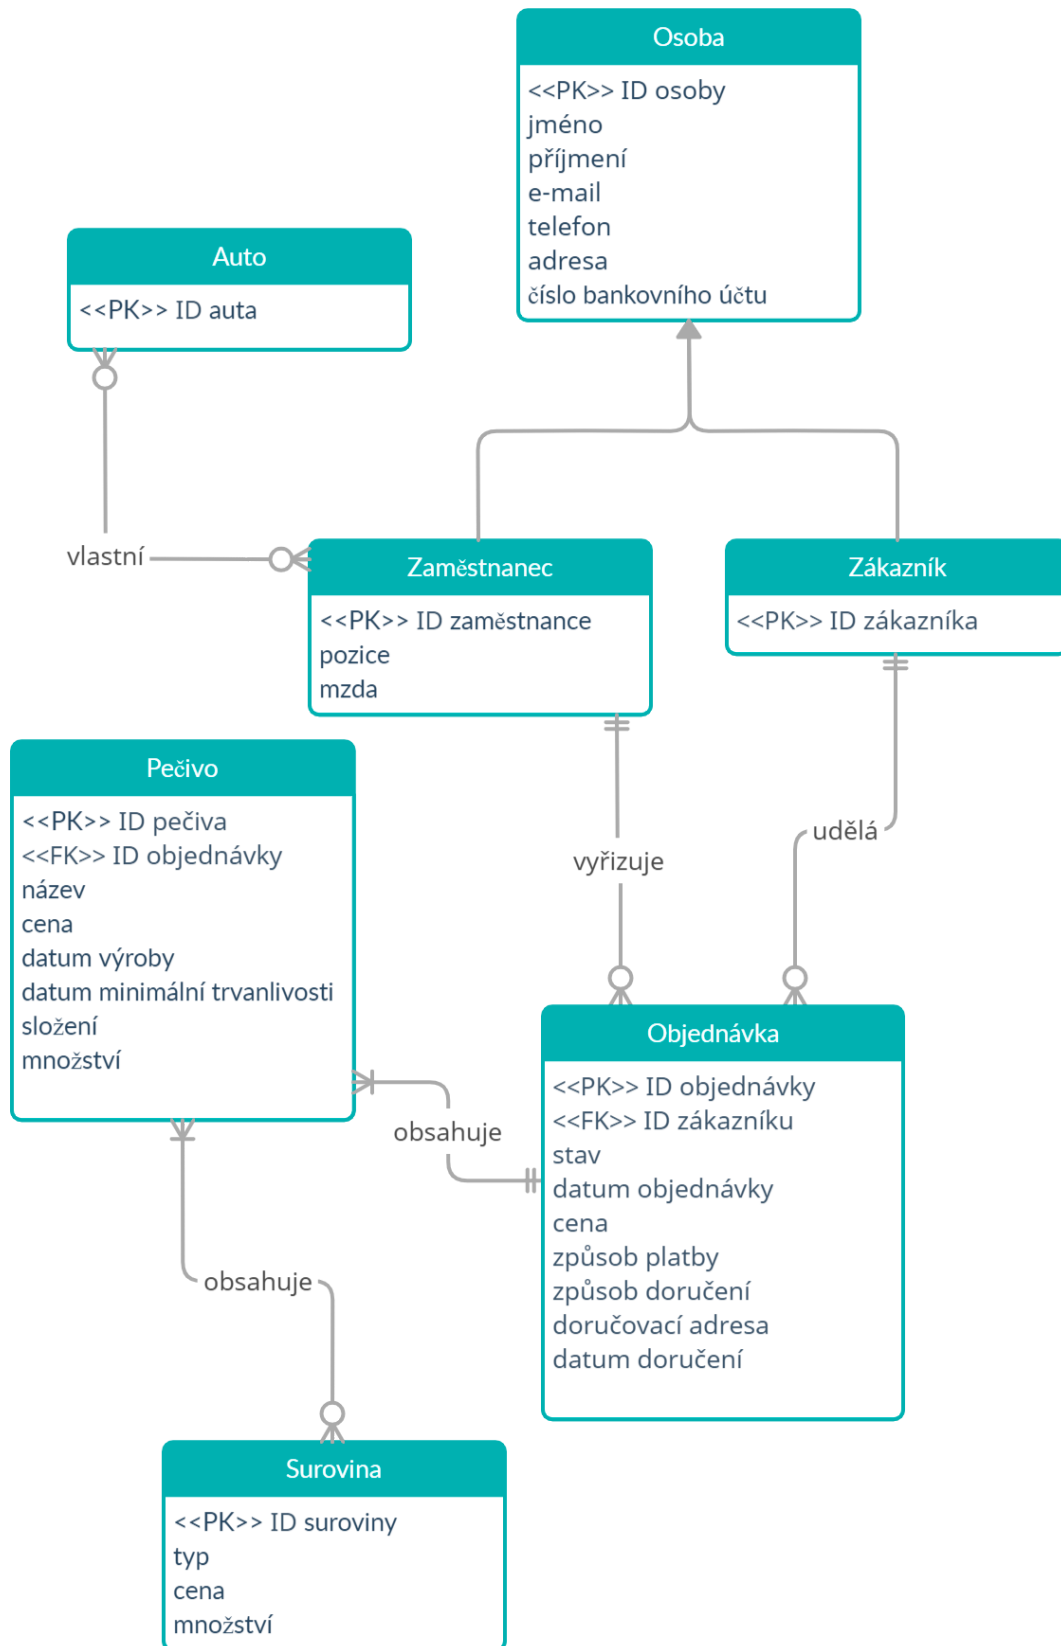 Osoba
<<PK>> ID osoby
jméno
příjmení
e-mail
telefon
adresa
číslo bankovního účtu
Auto
<<PK>> ID auta
vlastní
Zaměstnanec
<<PK>> ID zaměstnance
pozice
mzda
Zákazník
<<PK>> ID zákazníka
Pečivo
<<PK>> ID pečiva
<<FK>> ID objednávky
název
cena
datum výroby
datum minimální trvanlivosti
složení
množství
vyřizuje
udělá
Objednávka
<<PK>> ID objednávky
<<FK>> ID zákazníku
stav
datum objednávky
cena
způsob platby
způsob doručení
doručovací adresa
datum doručení
obsahuje
obsahuje
Surovina
<<PK>> ID suroviny
typ
cena
množství